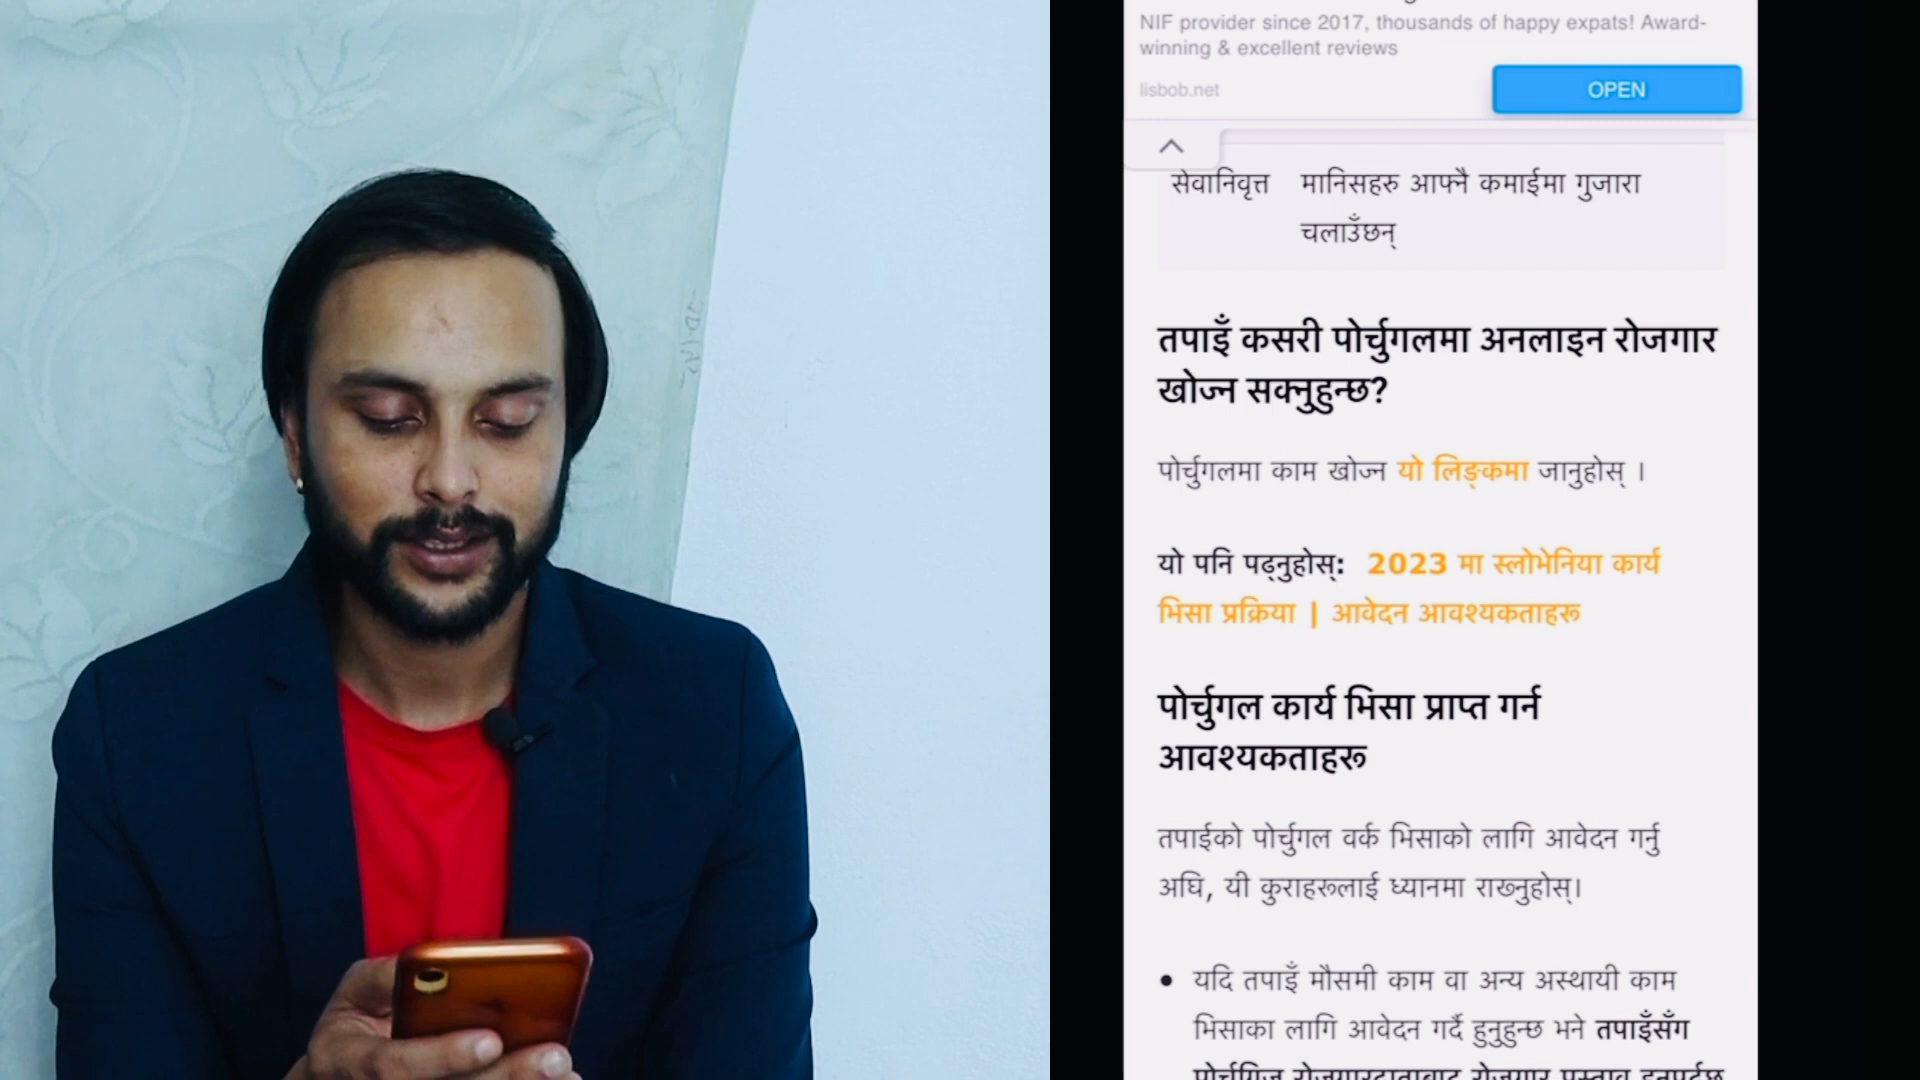 NIF provider since 2017, thousands of happy expats! Award-
winning & excellent reviews
lisbob.net
OPEN
सेवानिवृत्त मानिसहरु आफ्नै कमाईमा गुजारा
चलाउँछन्
तपाइँ कसरी पोर्चुगलमा अनलाइन रोजगार
खोज्न सक्नुहुन्छ?
पोर्चुगलमा काम खोज्न यो लिङ्कमा जानुहोस् ।
यो पनि पढ्नुहोस्: 2023 मा स्लोभेनिया कार्य
भिसा प्रक्रिया | आवेदन आवश्यकताहरू
पोर्चुगल कार्य भिसा प्राप्त गर्न
आवश्यकताहरू
तपाईको पोर्चुगल वर्क भिसाको लागि आवेदन गर्नु
अघि, यी कुराहरूलाई ध्यानमा राख्नुहोस्।
• यदि तपाइँ मौसमी काम वा अन्य अस्थायी काम
भिसाका लागि आवेदन गर्दै हुनुहुन्छ भने तपाइँसँग